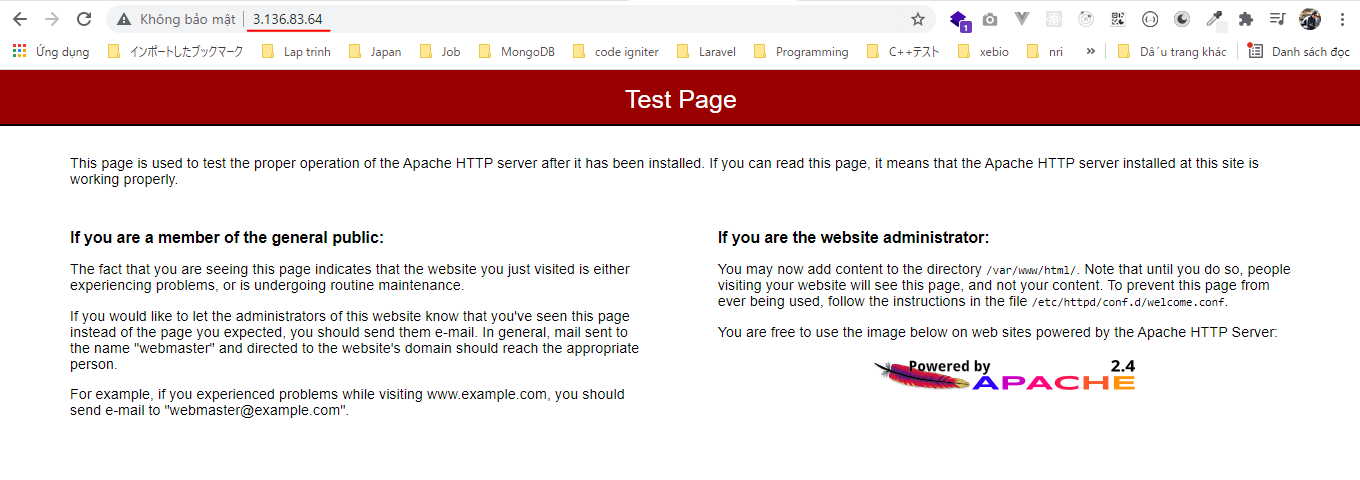 Không bảo mật | 3.136.83.64
1
Ứng dụng インポートしたブックマーク Lap trinh Japan Job MongoDB code igniter Laravel Programming C++テスト xebio nri » Dấu trang khác Danh sách đọc
Test Page
This page is used to test the proper operation of the Apache HTTP server after it has been installed. If you can read this page, it means that the Apache HTTP server installed at this site is
working properly.
If you are a member of the general public:
The fact that you are seeing this page indicates that the website you just visited is either
experiencing problems, or is undergoing routine maintenance.
If you would like to let the administrators of this website know that you've seen this page
instead of the page you expected, you should send them e-mail. In general, mail sent to
the name "webmaster" and directed to the website's domain should reach the appropriate
person.
For example, if you experienced problems while visiting www.example.com, you should
send e-mail to "webmaster@example.com".
If you are the website administrator:
You may now add content to the directory /var/www/html/. Note that until you do so, people
visiting your website will see this page, and not your content. To prevent this page from
ever being used, follow the instructions in the file /etc/httpd/conf.d/welcome.conf.
You are free to use the image below on web sites powered by the Apache HTTP Server:
Powered by 2.4
APACHE